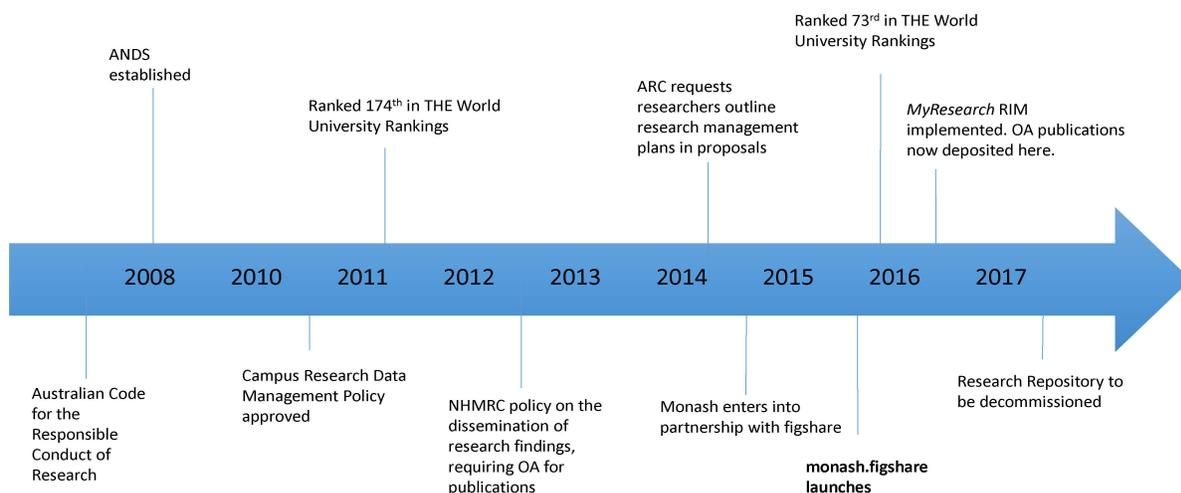 Ranked 73rd in THE World
University Rankings
ANDS
established
ARC requests
researchers outline
research management
plans in proposals
Ranked 174th in THE World
University Rankings
MyResearch RIM
implemented. OA publications
now deposited here.
2008 2010 2011 2012 2013 2014 2015 2016 2017
Australian Code
for the
Responsible
Conduct of
Research
Campus Research Data
Management Policy
approved
NHMRC policy on the
dissemination of
research findings,
requiring OA for
publications
Monash enters into
partnership with figshare
monash.figshare
launches
Research Repository to
be decommissioned